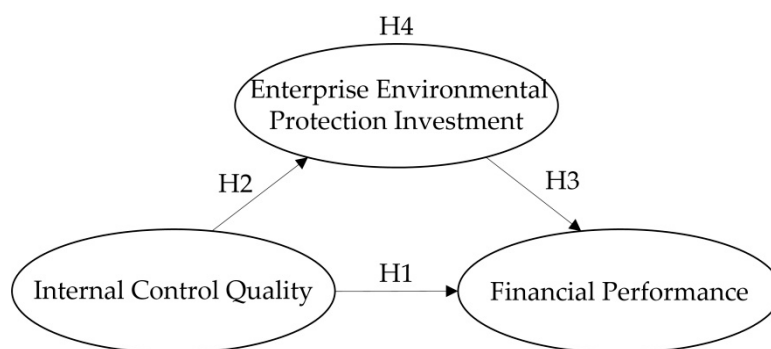 H4
Enterprise Environmental
Protection Investment
H2
H3
Internal Control Quality
H1
Financial Performance